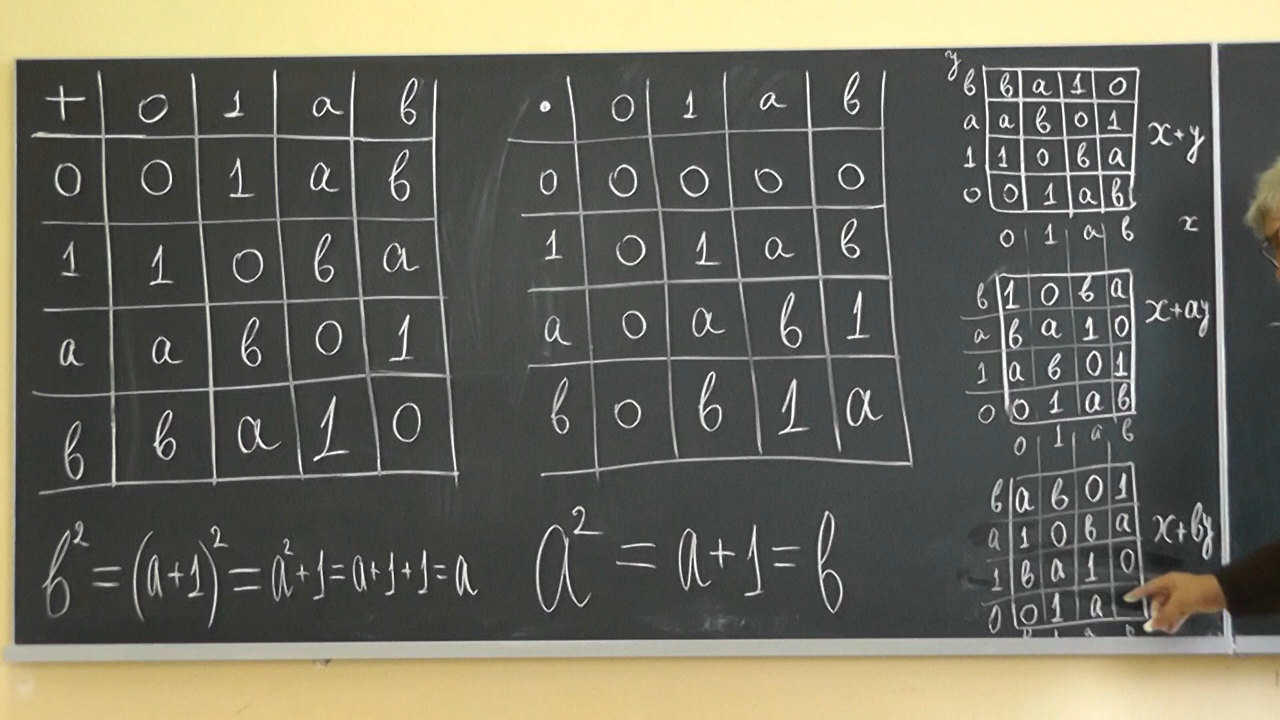 + 0 1 a в
0 0 1 a в
1 1 0 в a
a a в 0 1
в в a 1 0
в² = (a+1)² = a²+1 = a+1+1 = a
· 0 1 a в
0 0 0 0 0
1 0 1 a в
a 0 a в 1
в 0 в 1 a
a² = a+1 = в
y
в в a 1 0
a a в 0 1
1 1 0 в a
0 0 1 a в
x+y
0 1 a в x
в 1 0 в a
a в a 1 0
1 a в 0 1
0 0 1 a в
x+ay
0 1 a в
в a в 0 1
a 1 0 в a
1 в a 1 0
0 0 1 a
x+вy